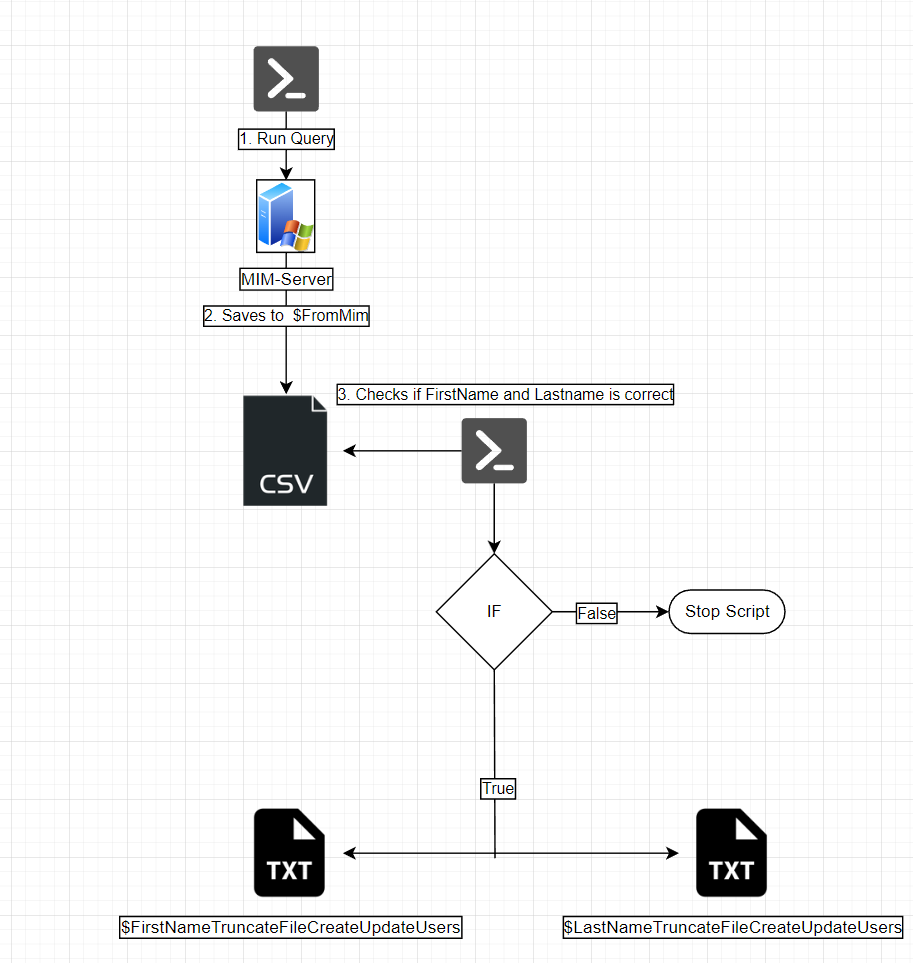 1. Run Query
MIM-Server
2. Saves to  $FromMim
3. Checks if FirstName and Lastname is correct
CSV
IF
False
Stop Script
True
TXT
TXT
$FirstNameTruncateFileCreateUpdateUsers
$LastNameTruncateFileCreateUpdateUsers